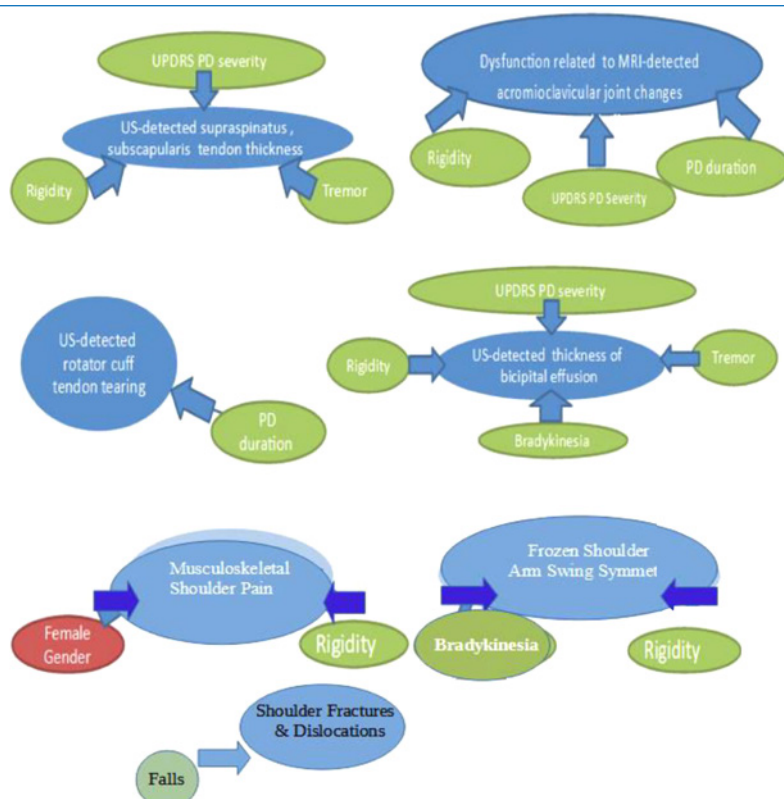 UPDRS PD severity
US-detected supraspinatus ,
subscapularis tendon thickness
Rigidity
Tremor
Dysfunction related to MRI-detected
acromioclavicular joint changes
Rigidity
UPDRS PD Severity
PD duration
US-detected
rotator cuff
tendon tearing
PD
duration
UPDRS PD severity
Rigidity
US-detected thickness of
bicipital effusion
Tremor
Bradykinesia
Musculoskeletal
Shoulder Pain
Female
Gender
Rigidity
Frozen Shoulder
Arm Swing Symmet
Bradykinesia
Rigidity
Shoulder Fractures
& Dislocations
Falls